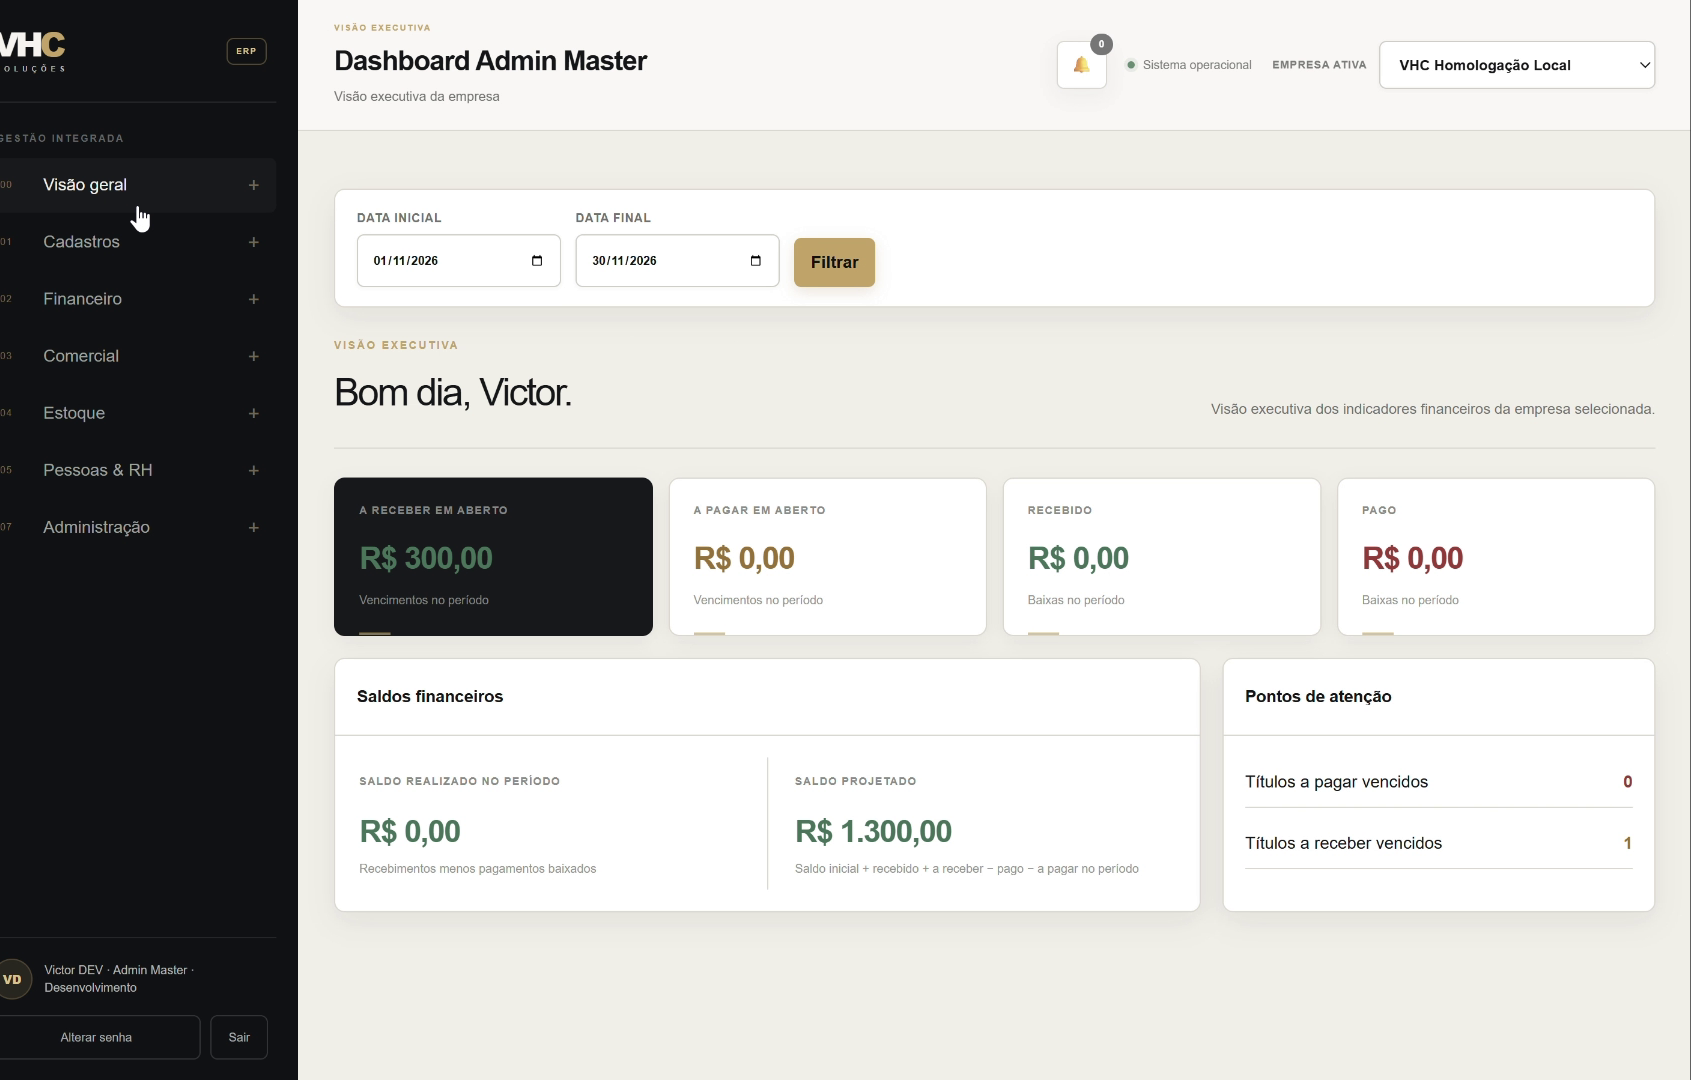 VHC
OLUÇÕES
ERP
GESTÃO INTEGRADA
00 Visão geral +
01 Cadastros +
02 Financeiro +
03 Comercial +
04 Estoque +
05 Pessoas & RH +
07 Administração +
VD
Victor DEV · Admin Master ·
Desenvolvimento
Alterar senha
Sair
VISÃO EXECUTIVA
Dashboard Admin Master
Visão executiva da empresa
0
Sistema operacional
EMPRESA ATIVA
VHC Homologação Local
DATA INICIAL
DATA FINAL
01/11/2026
30/11/2026
Filtrar
VISÃO EXECUTIVA
Bom dia, Victor.
Visão executiva dos indicadores financeiros da empresa selecionada.
A RECEBER EM ABERTO
R$ 300,00
Vencimentos no período
A PAGAR EM ABERTO
R$ 0,00
Vencimentos no período
RECEBIDO
R$ 0,00
Baixas no período
PAGO
R$ 0,00
Baixas no período
Saldos financeiros
SALDO REALIZADO NO PERÍODO
R$ 0,00
Recebimentos menos pagamentos baixados
SALDO PROJETADO
R$ 1.300,00
Saldo inicial + recebido + a receber − pago − a pagar no período
Pontos de atenção
Títulos a pagar vencidos 0
Títulos a receber vencidos 1